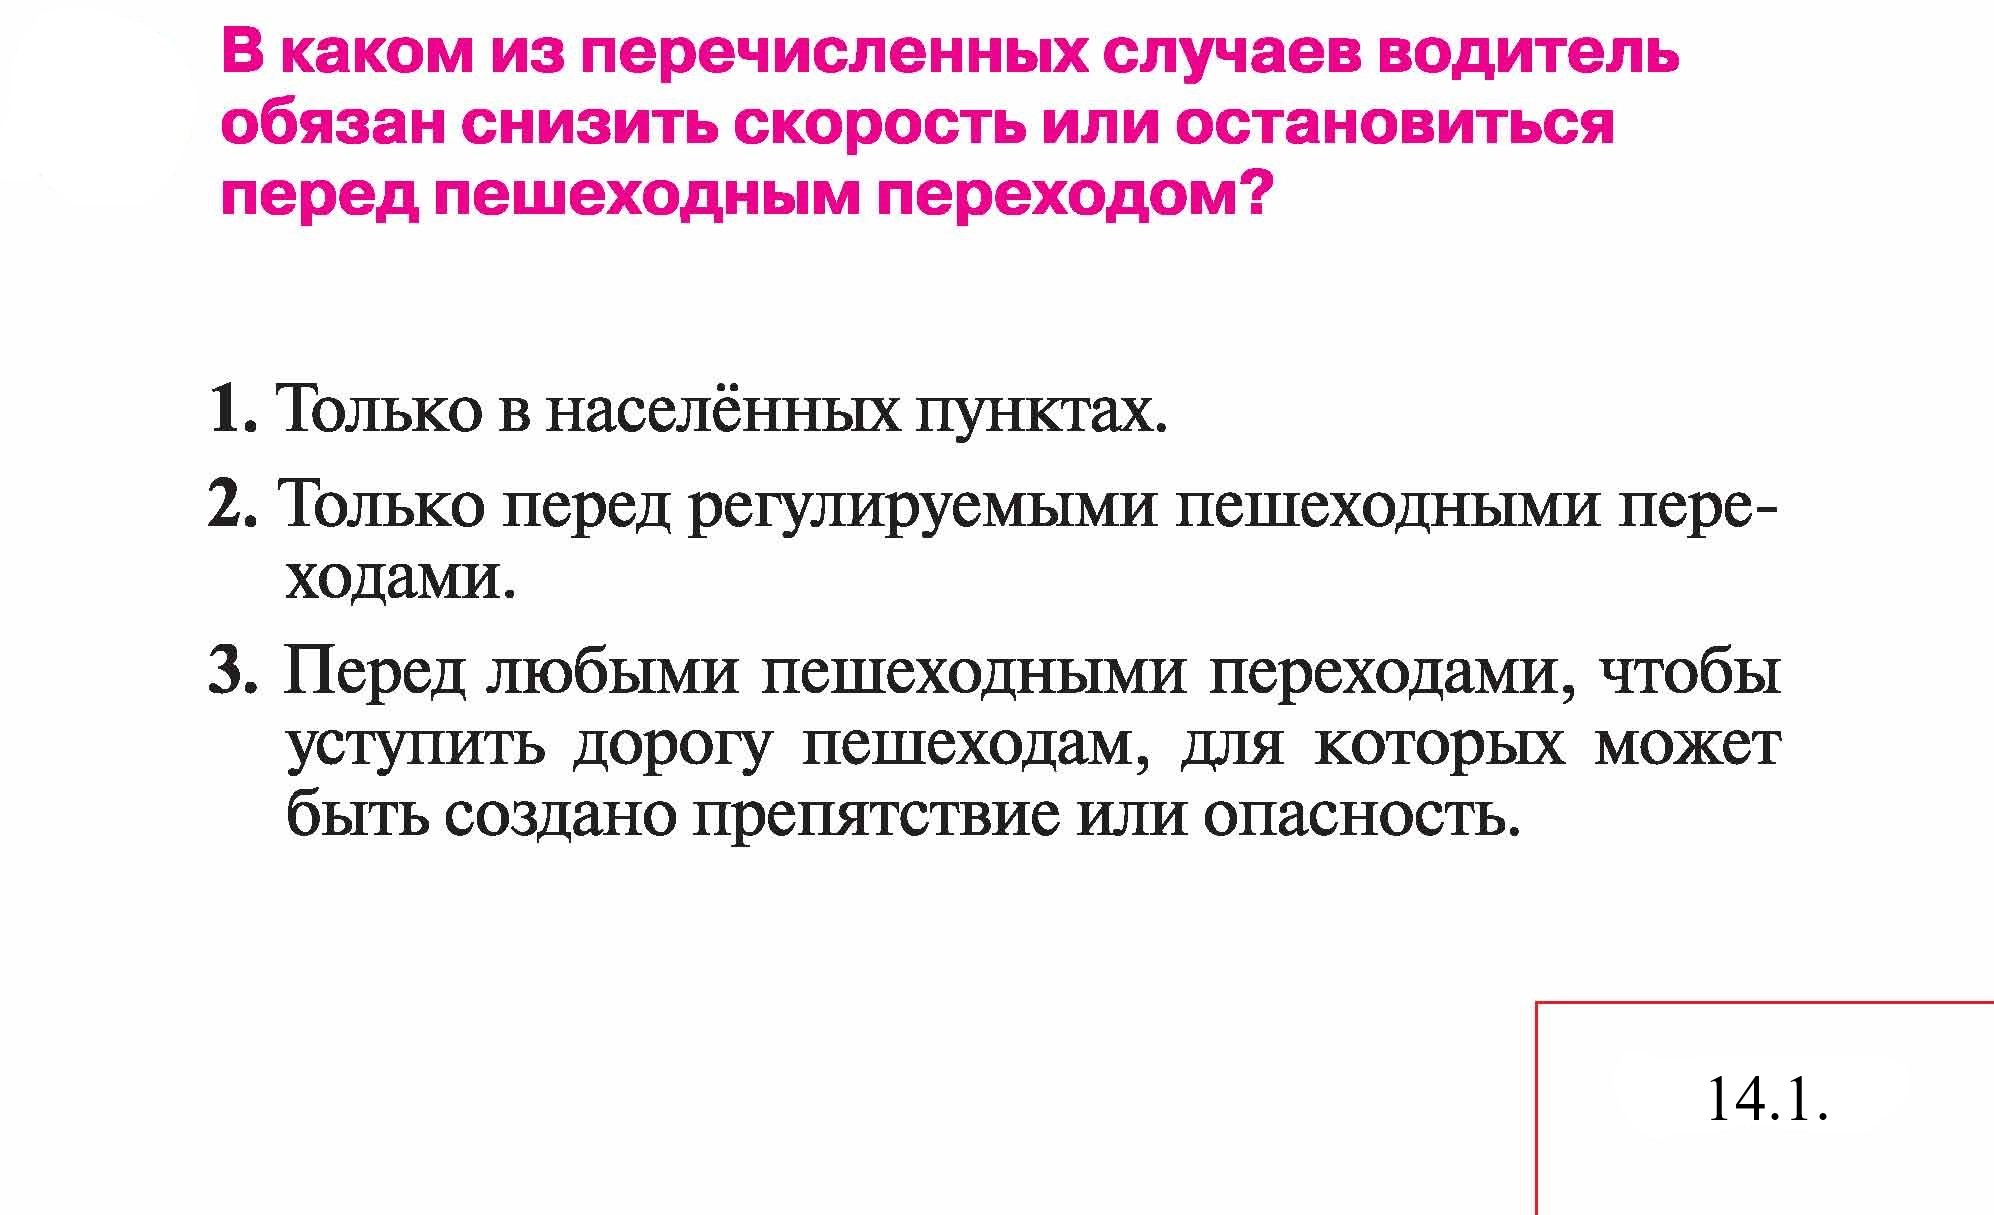 В каком из перечисленных случаев водитель
обязан снизить скорость или остановиться
перед пешеходным переходом?
1. Только в населённых пунктах.
2. Только перед регулируемыми пешеходными пере-
ходами.
3. Перед любыми пешеходными переходами, чтобы
уступить дорогу пешеходам, для которых может
быть создано препятствие или опасность.
14.1.